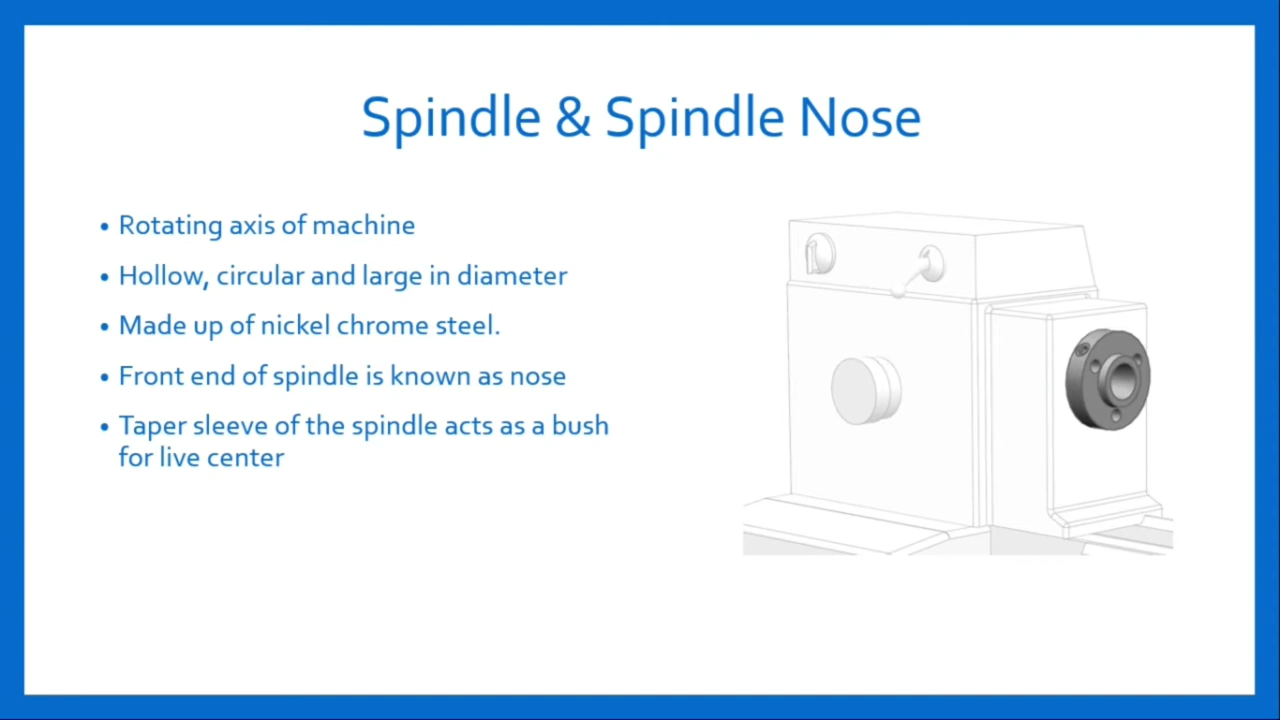 Spindle & Spindle Nose
• Rotating axis of machine
• Hollow, circular and large in diameter
• Made up of nickel chrome steel.
• Front end of spindle is known as nose
• Taper sleeve of the spindle acts as a bush
for live center